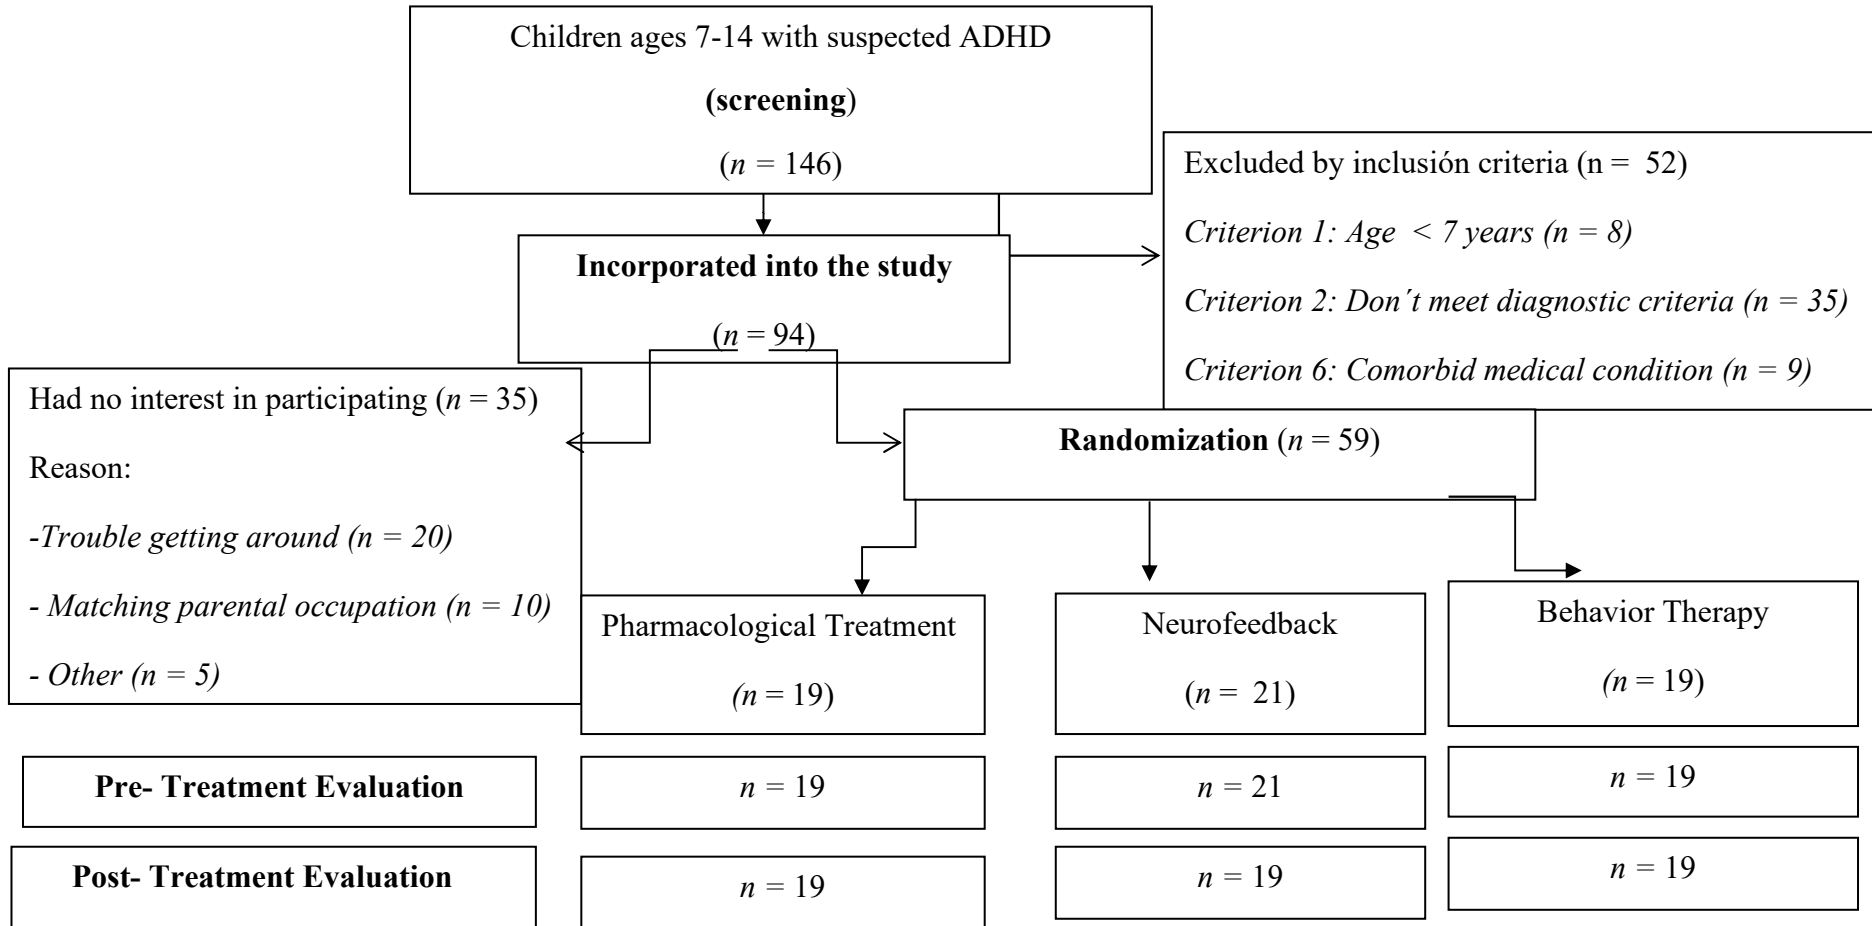 Children ages 7-14 with suspected ADHD
(screening)
(n = 146)
Excluded by inclusión criteria (n = 52)
Criterion 1: Age < 7 years (n = 8)
Criterion 2: Don´t meet diagnostic criteria (n = 35)
Criterion 6: Comorbid medical condition (n = 9)
Incorporated into the study
(n = 94)
Had no interest in participating (n = 35)
Reason:
-Trouble getting around (n = 20)
- Matching parental occupation (n = 10)
- Other (n = 5)
Randomization (n = 59)
Pharmacological Treatment
(n = 19)
Neurofeedback
(n = 21)
Behavior Therapy
(n = 19)
Pre- Treatment Evaluation
n = 19
n = 21
n = 19
Post- Treatment Evaluation
n = 19
n = 19
n = 19